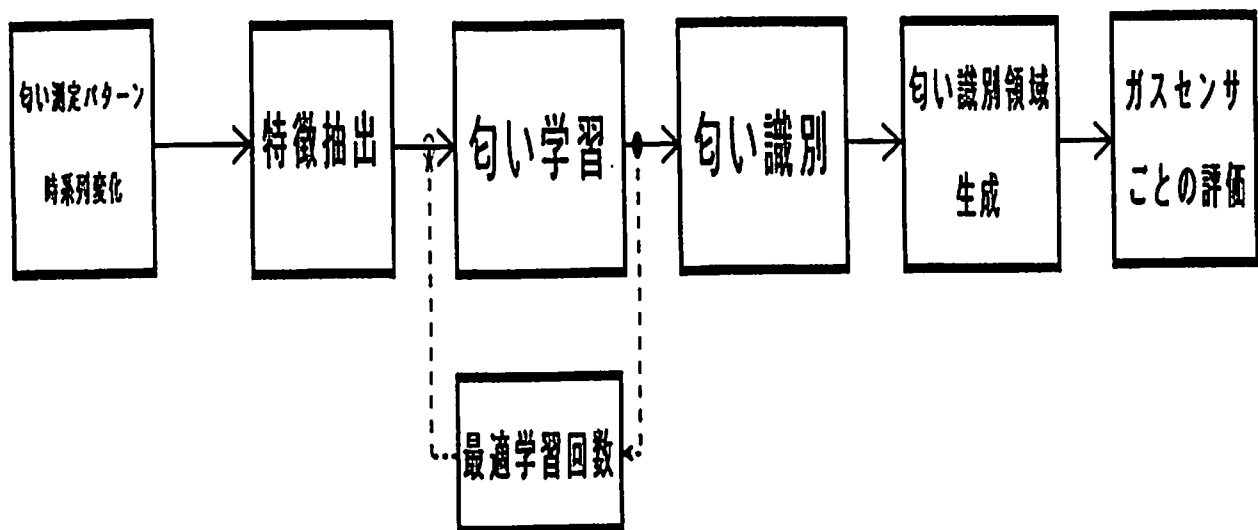 匂い測定パターン
時系列変化
特徴抽出
匂い学習
匂い識別
匂い識別領域
生成
ガスセンサ
ごとの評価
最適学習回数